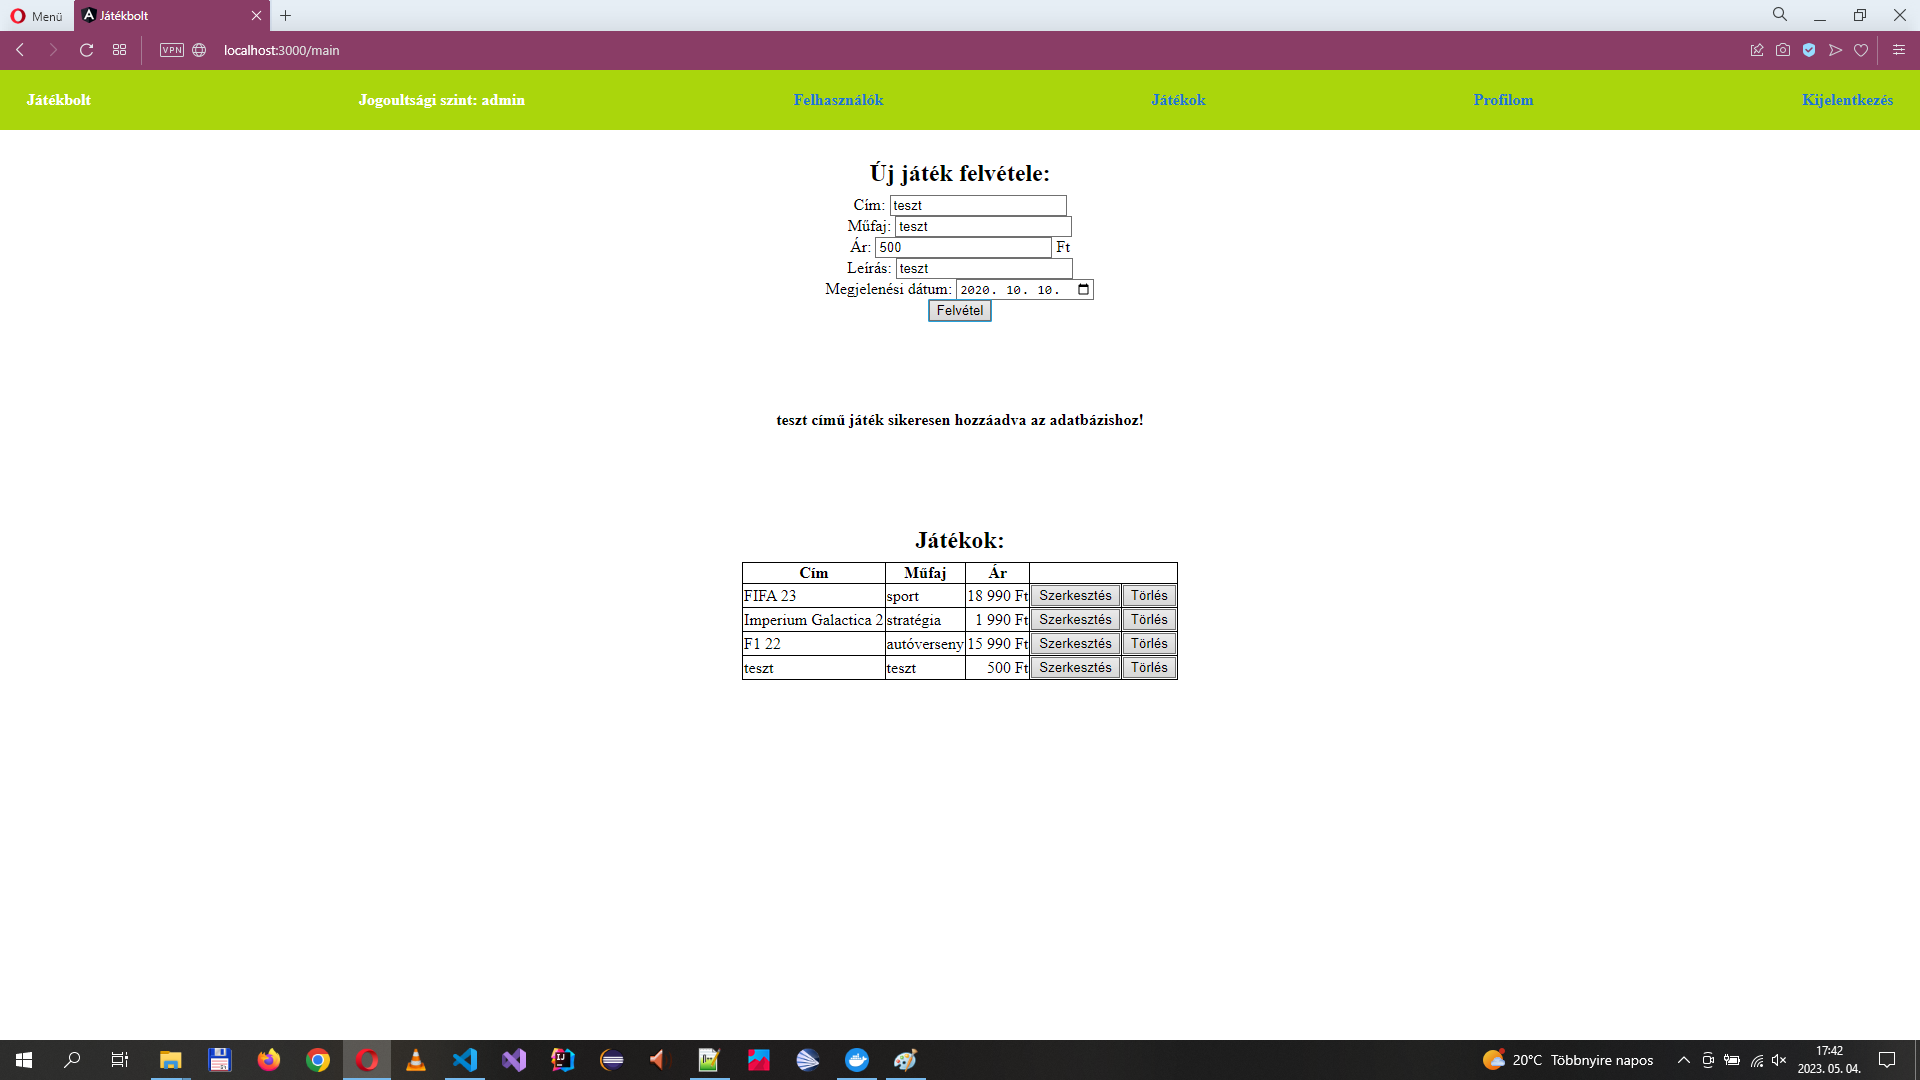 Menü
Játékbolt
VPN
localhost:3000/main
Játékbolt Jogoultsági szint: admin Felhasználók Játékok Profilom Kijelentkezés
Új játék felvétele:
Cím: teszt
Műfaj: teszt
Ár: 500 Ft
Leírás: teszt
Megjelenési dátum: 2020. 10. 10.
Felvétel
teszt című játék sikeresen hozzáadva az adatbázishoz!
Játékok:
Cím Műfaj Ár
FIFA 23 sport 18 990 Ft Szerkesztés Törlés
Imperium Galactica 2 stratégia 1 990 Ft Szerkesztés Törlés
F1 22 autóverseny 15 990 Ft Szerkesztés Törlés
teszt teszt 500 Ft Szerkesztés Törlés
20°C Többnyire napos
17:42
2023. 05. 04.